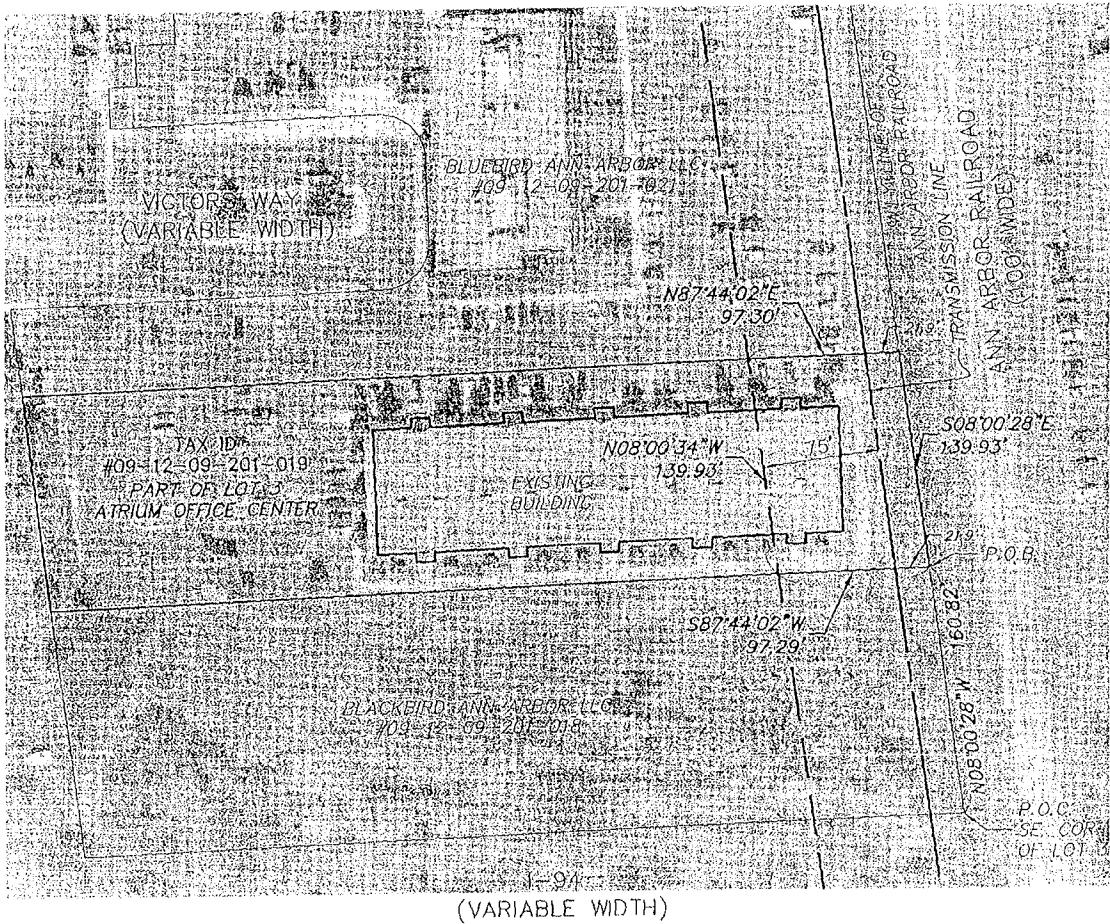 VICTORS WAY
(VARIABLE WIDTH)
BLUEBIRD ANN ARBOR LLC
#09-12-09-201-021
W'LY LINE OF
ANN ARBOR RAILROAD
TRANSMISSION LINE
ANN ARBOR RAILROAD
(100' WIDE)
N87°44'02"E
97.30'
21.9'
TAX ID
#09-12-09-201-019
PART OF LOT 3
ATRIUM OFFICE CENTER
EXISTING
BUILDING
N08°00'34"W
139.93'
75'
S08°00'28"E
139.93'
21.9'
P.O.B.
S87°44'02"W
97.29'
N08°00'28"W 160.82'
BLACKBIRD ANN ARBOR LLC
#09-12-09-201-018
P.O.C.
SE. COR
OF LOT
I-94
(VARIABLE WIDTH)